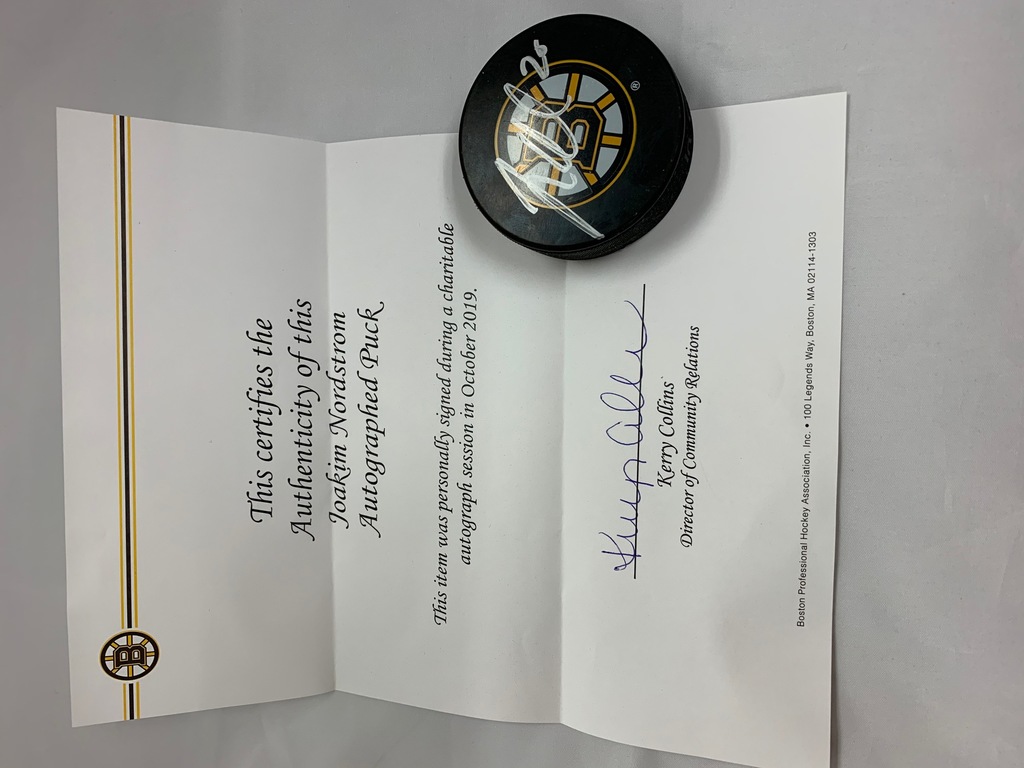 B
This certifies the
Authenticity of this
Joakim Nordstrom
Autographed Puck
This item was personally signed during a charitable
autograph session in October 2019.
Kerry Collins
Director of Community Relations
Boston Professional Hockey Association, Inc. • 100 Legends Way, Boston, MA 02114-1303
B
®
20